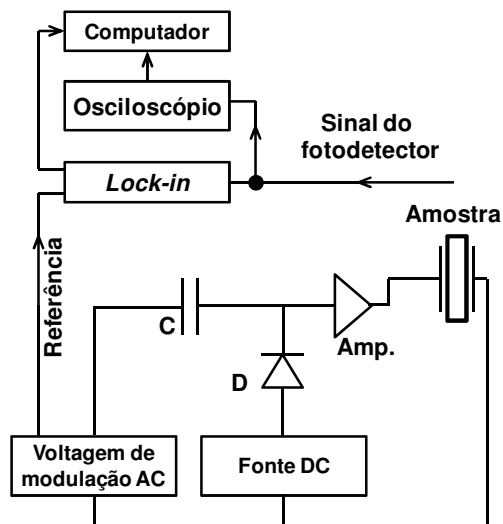 Computador
Osciloscópio
Sinal do
fotodetector
Lock-in
Amostra
Referência
C
Amp.
D
Voltagem de
modulação AC
Fonte DC